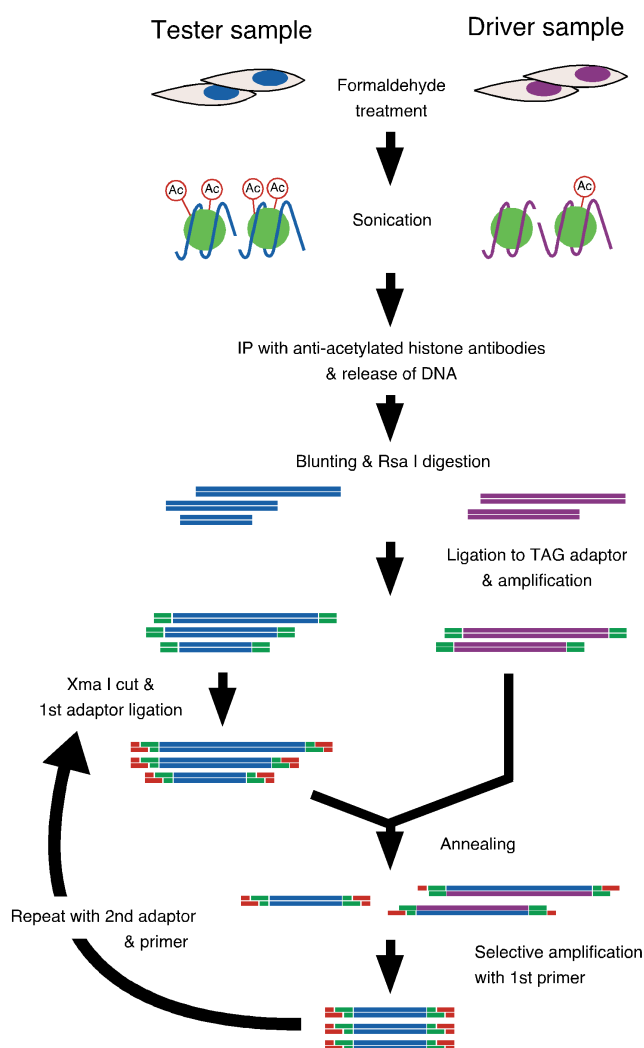 Tester sample
Driver sample
Formaldehyde
treatment
Ac
Ac
Ac
Ac
Ac
Sonication
IP with anti-acetylated histone antibodies
& release of DNA
Blunting & Rsa I digestion
Ligation to TAG adaptor
& amplification
Xma I cut &
1st adaptor ligation
Annealing
Repeat with 2nd adaptor
& primer
Selective amplification
with 1st primer